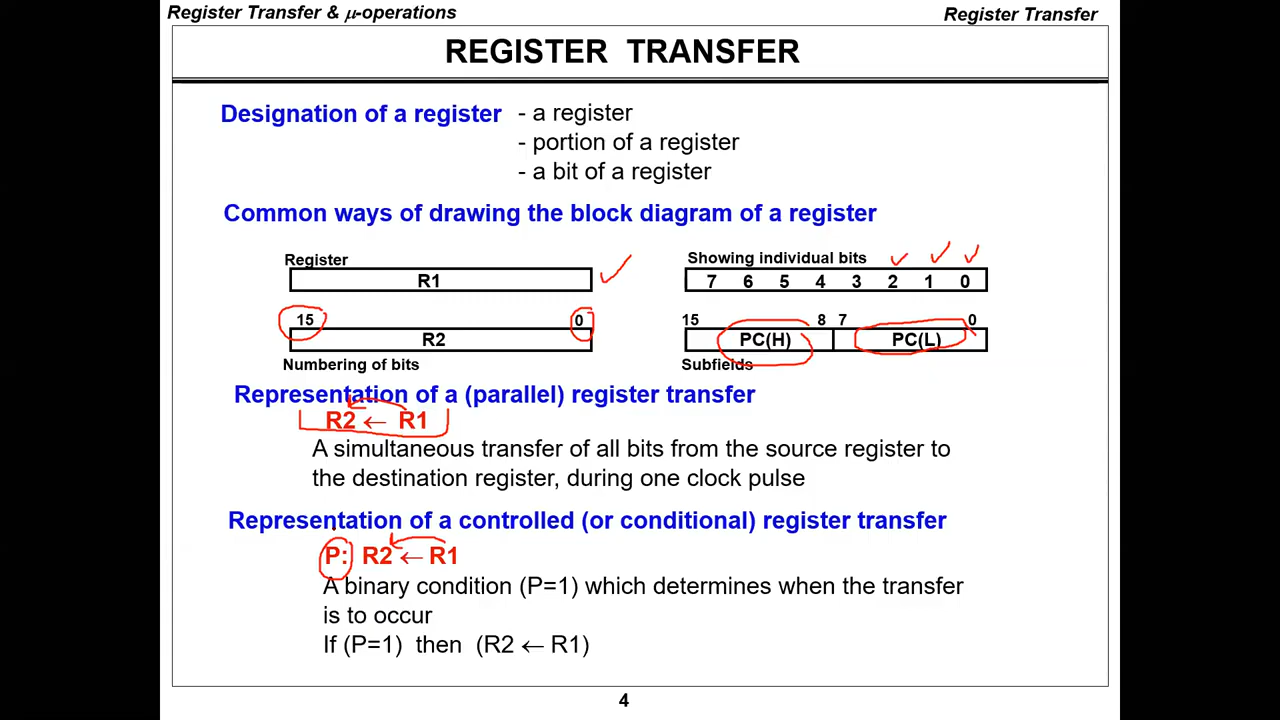 Register Transfer & μ-operations
Register Transfer
REGISTER TRANSFER
Designation of a register - a register
- portion of a register
- a bit of a register
Common ways of drawing the block diagram of a register
Register
R1
Showing individual bits
7 6 5 4 3 2 1 0
15 0
R2
Numbering of bits
15 8 7 0
PC(H) PC(L)
Subfields
Representation of a (parallel) register transfer
R2 ← R1
A simultaneous transfer of all bits from the source register to
the destination register, during one clock pulse
Representation of a controlled (or conditional) register transfer
P: R2 ← R1
A binary condition (P=1) which determines when the transfer
is to occur
If (P=1) then (R2 ← R1)
4